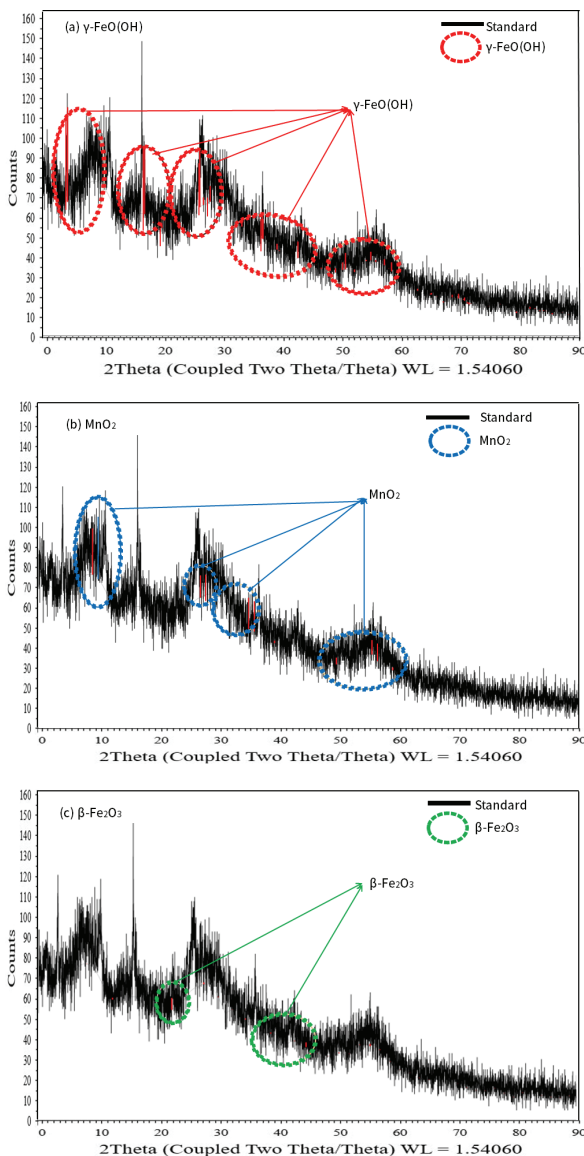 160
150
140
130
120
110
100
90
80
70
60
50
40
30
20
10
0
Counts
(a) γ-FeO(OH)
Standard
γ-FeO(OH)
γ-FeO(OH)
0 10 20 30 40 50 60 70 80 90
2Theta (Coupled Two Theta/Theta) WL = 1.54060
160
150
140
130
120
110
100
90
80
70
60
50
40
30
20
10
0
Counts
(b) MnO₂
Standard
MnO₂
MnO₂
0 10 20 30 40 50 60 70 80 90
2Theta (Coupled Two Theta/Theta) WL = 1.54060
160
150
140
130
120
110
100
90
80
70
60
50
40
30
20
10
0
Counts
(c) β-Fe₂O₃
Standard
β-Fe₂O₃
β-Fe₂O₃
0 10 20 30 40 50 60 70 80 90
2Theta (Coupled Two Theta/Theta) WL = 1.54060